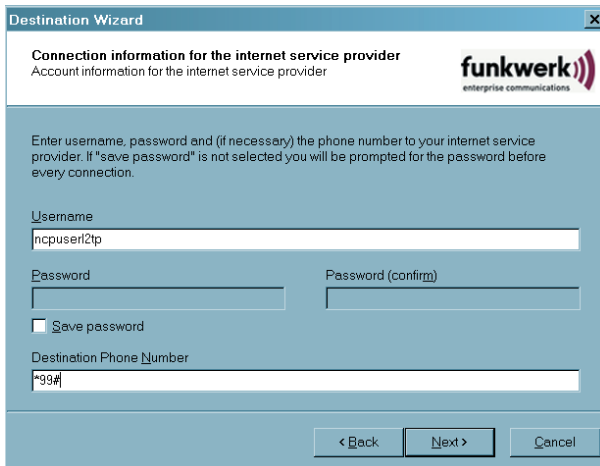 Destination Wizard
Connection information for the internet service provider
Account information for the internet service provider
funkwerk
enterprise communications
Enter username, password and (if necessary) the phone number to your internet service
provider. If "save password" is not selected you will be prompted for the password before
every connection.
Username
ncpuserl2tp
Password Password (confirm)
Save password
Destination Phone Number
*99#
< Back Next > Cancel